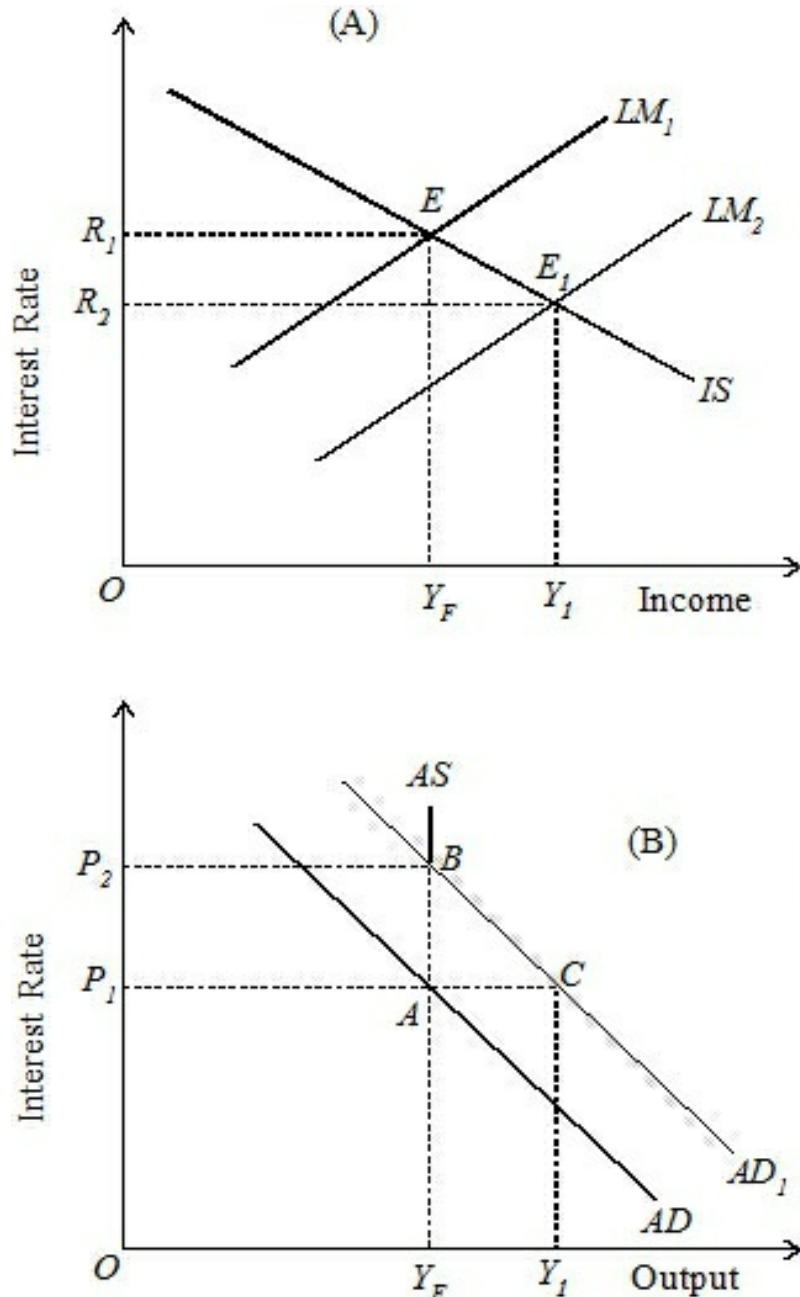 (A)
LM1
E
LM2
R1
E1
R2
IS
Interest Rate
O
YF
Y1
Income
AS
(B)
P2
B
P1
C
A
Interest Rate
AD1
AD
O
YF
Y1
Output